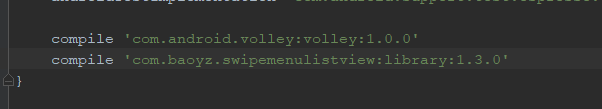 compile 'com.android.volley:volley:1.0.0'
compile 'com.baoyz.swipemenulistview:library:1.3.0'
}